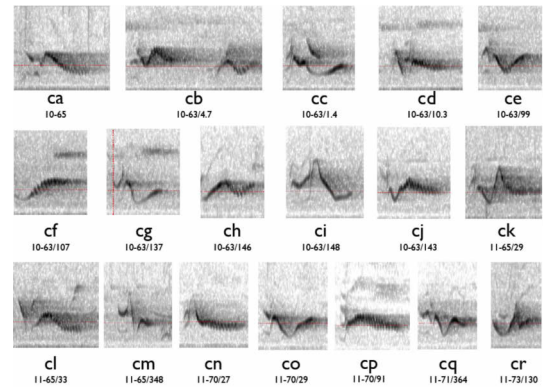 ca cb cc cd ce
10-65 10-63/4.7 10-63/1.4 10-63/10.3 10-63/99
cf cg ch ci cj ck
10-63/107 10-63/137 10-63/146 10-63/148 10-63/143 11-65/29
cl cm cn co cp cq cr
11-65/33 11-65/348 11-70/27 11-70/29 11-70/91 11-71/364 11-73/130